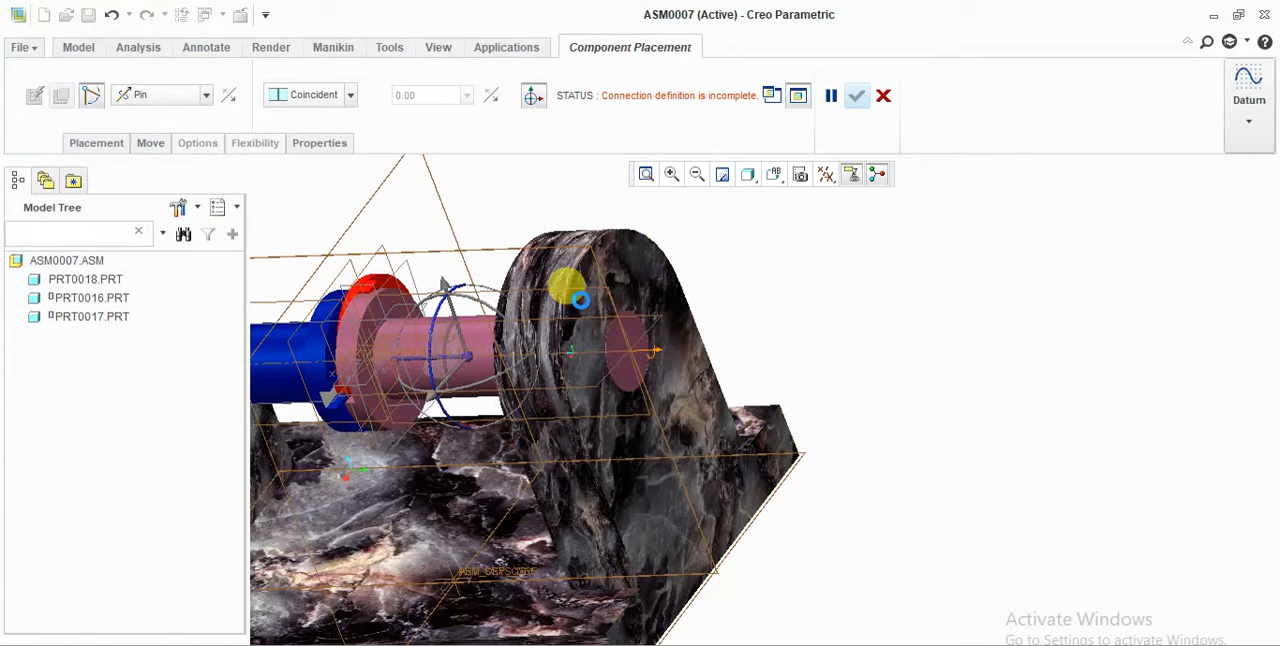 ASM0007 (Active) - Creo Parametric
File
Model
Analysis
Annotate
Render
Manikin
Tools
View
Applications
Component Placement
Pin
Coincident
0.00
STATUS : Connection definition is incomplete.
Datum
Placement
Move
Options
Flexibility
Properties
Model Tree
ASM0007.ASM
PRT0018.PRT
PRT0016.PRT
PRT0017.PRT
Activate Windows
Go to Settings to activate Windows.